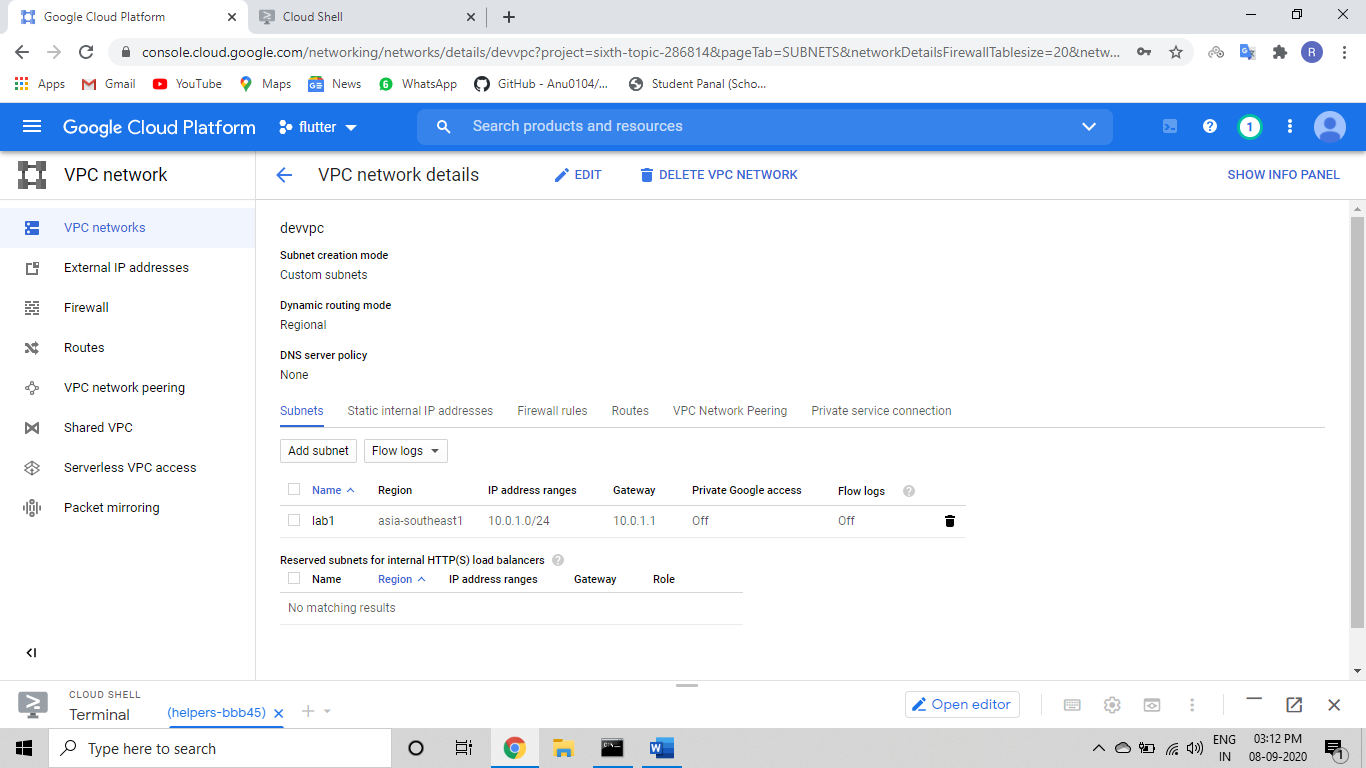 Google Cloud Platform
Cloud Shell
console.cloud.google.com/networking/networks/details/devvpc?project=sixth-topic-286814&pageTab=SUBNETS&networkDetailsFirewallTablesize=20&netw...
R
Apps
Gmail
YouTube
Maps
News
6 WhatsApp
GitHub - Anu0104/...
Student Panal (Scho...
Google Cloud Platform
flutter
Search products and resources
1
VPC network
VPC network details
EDIT
DELETE VPC NETWORK
SHOW INFO PANEL
VPC networks
External IP addresses
Firewall
Routes
VPC network peering
Shared VPC
Serverless VPC access
Packet mirroring
devvpc
Subnet creation mode
Custom subnets
Dynamic routing mode
Regional
DNS server policy
None
Subnets Static internal IP addresses Firewall rules Routes VPC Network Peering Private service connection
Add subnet Flow logs
Name Region IP address ranges Gateway Private Google access Flow logs
lab1 asia-southeast1 10.0.1.0/24 10.0.1.1 Off Off
Reserved subnets for internal HTTP(S) load balancers
Name Region IP address ranges Gateway Role
No matching results
CLOUD SHELL
Terminal (helpers-bbb45)
Open editor
Type here to search
ENG
IN
03:12 PM
08-09-2020
1